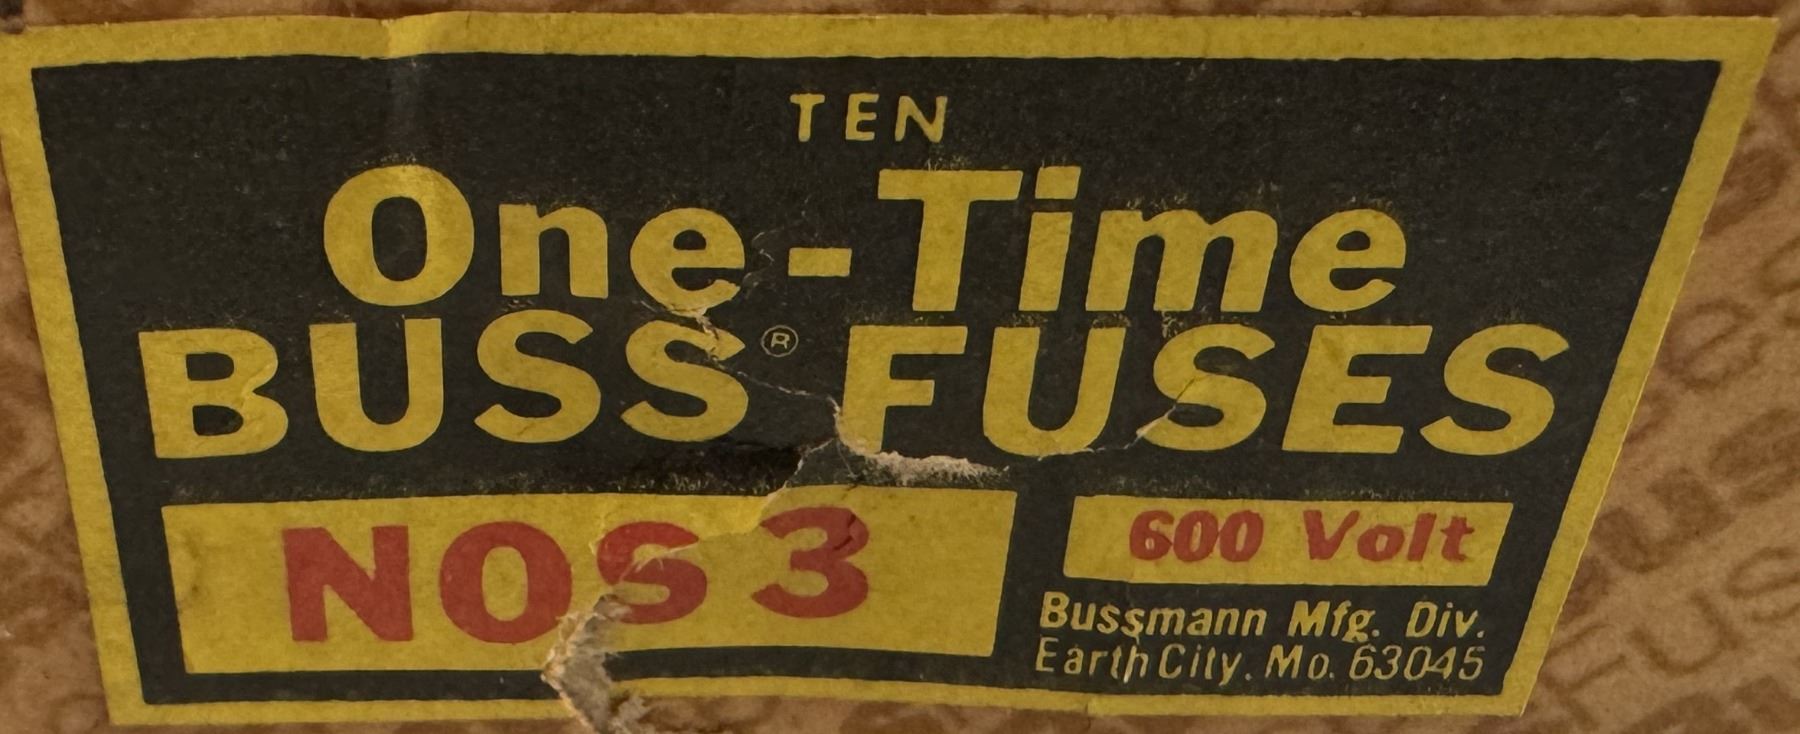 TEN
One-Time
BUSS® FUSES
NOS 3
600 Volt
Bussmann Mfg. Div.
Earth City. Mo. 63045